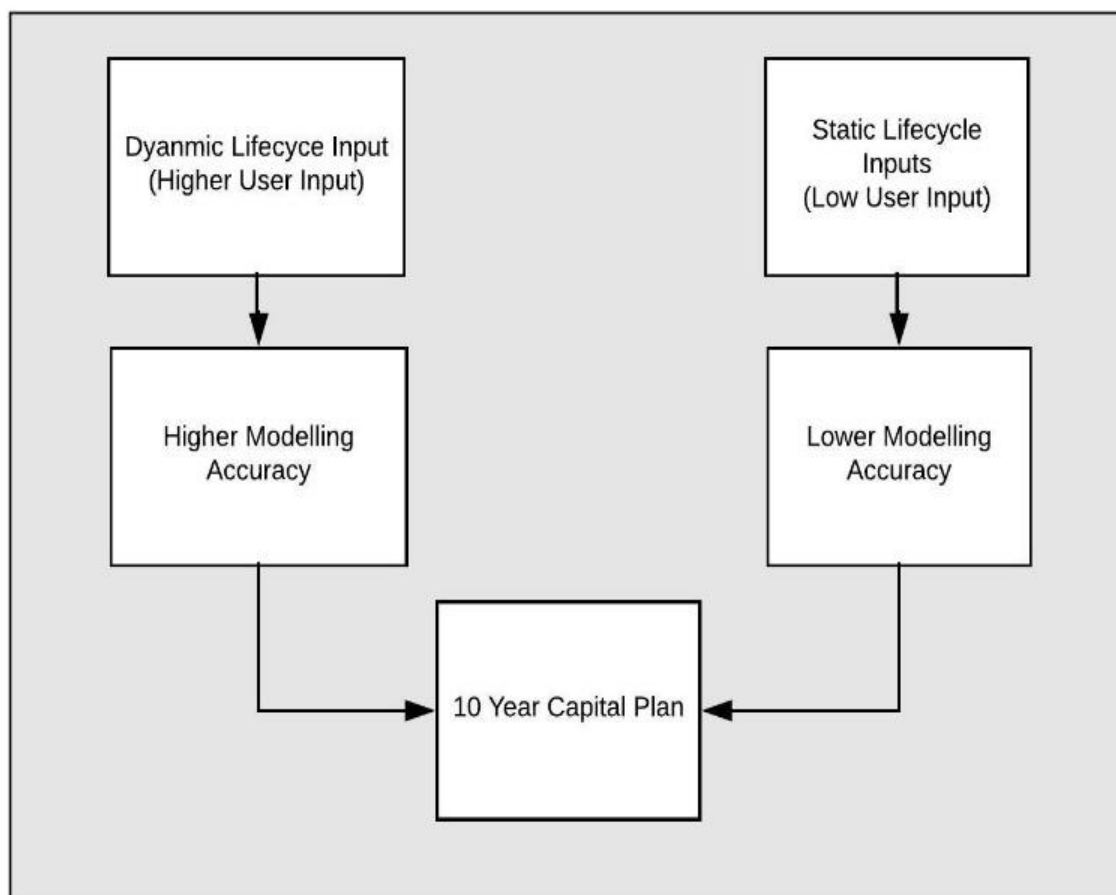 Dyanmic Lifecyce Input
(Higher User Input)
Static Lifecycle
Inputs
(Low User Input)
Higher Modelling
Accuracy
Lower Modelling
Accuracy
10 Year Capital Plan